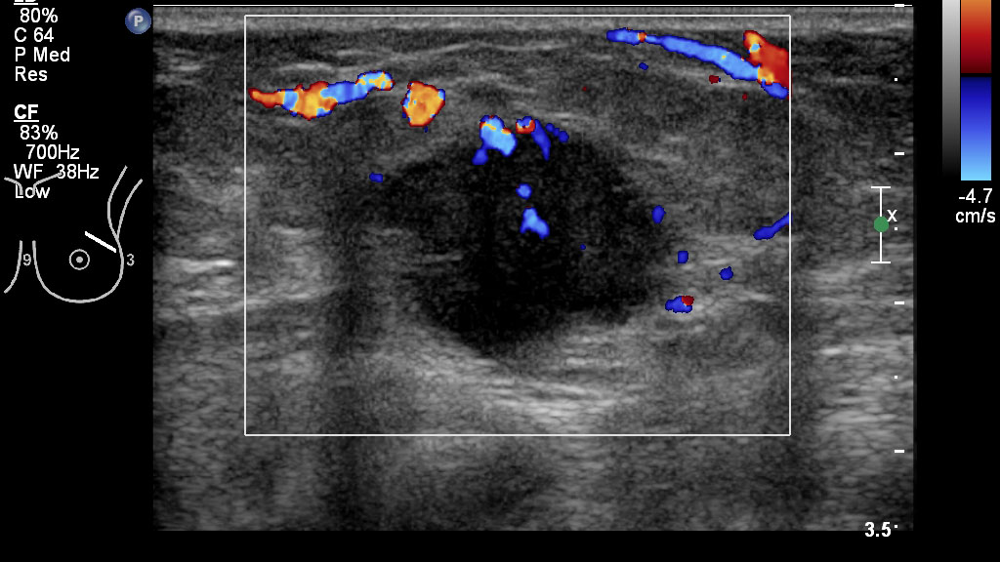 80%
C 64
P Med
Res
CF
83%
700Hz
WF 38Hz
Low
P
9
3
X
-4.7
cm/s
3.5